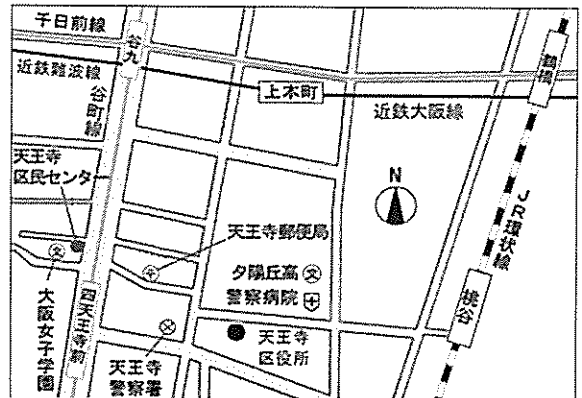 千日前線
谷九
鶴橋
近鉄難波線
上本町
近鉄大阪線
谷町線
天王寺
区民センタ
N
JR環状線
天王寺郵便局
夕陽丘高
警察病院
桃谷
大阪女子学園
四天王寺前
天王寺
警察署
天王寺
区役所